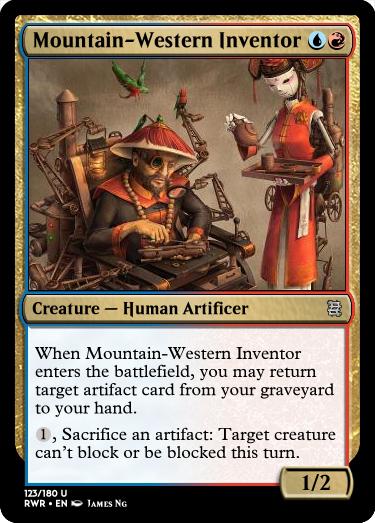 Mountain-Western Inventor
Creature — Human Artificer
When Mountain-Western Inventor
enters the battlefield, you may return
target artifact card from your graveyard
to your hand.
1, Sacrifice an artifact: Target creature
can't block or be blocked this turn.
1/2
123/180 U
RWR • EN James Ng